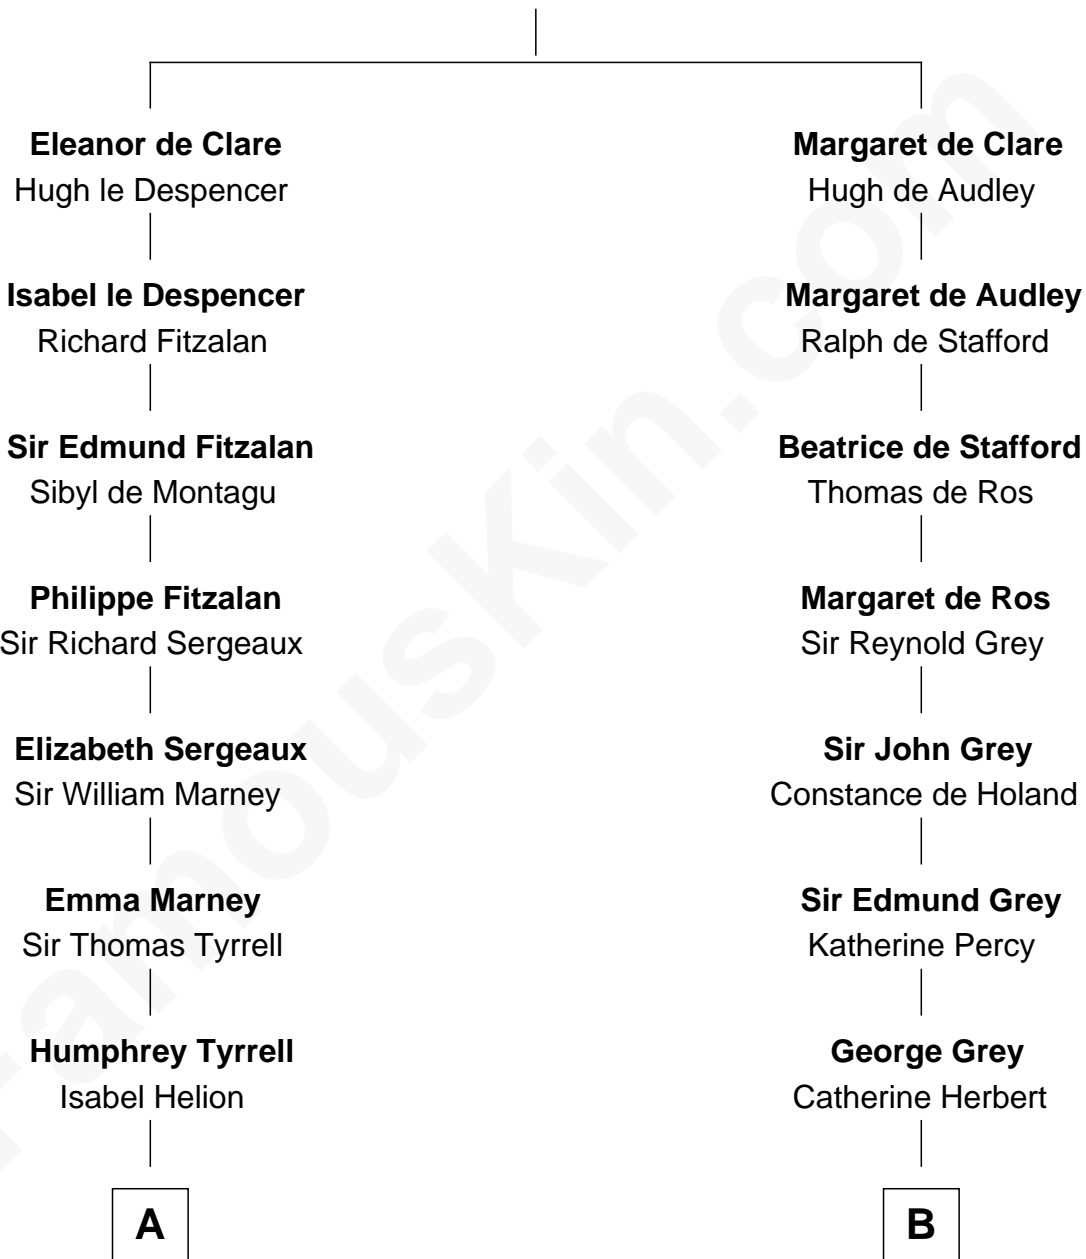 Eleanor de Clare
Hugh le Despencer
Isabel le Despencer
Richard Fitzalan
Sir Edmund Fitzalan
Sibyl de Montagu
Philippe Fitzalan
Sir Richard Sergeaux
Elizabeth Sergeaux
Sir William Marney
Emma Marney
Sir Thomas Tyrrell
Humphrey Tyrrell
Isabel Helion
A
Margaret de Clare
Hugh de Audley
Margaret de Audley
Ralph de Stafford
Beatrice de Stafford
Thomas de Ros
Margaret de Ros
Sir Reynold Grey
Sir John Grey
Constance de Holand
Sir Edmund Grey
Katherine Percy
George Grey
Catherine Herbert
B
FamousKin.com